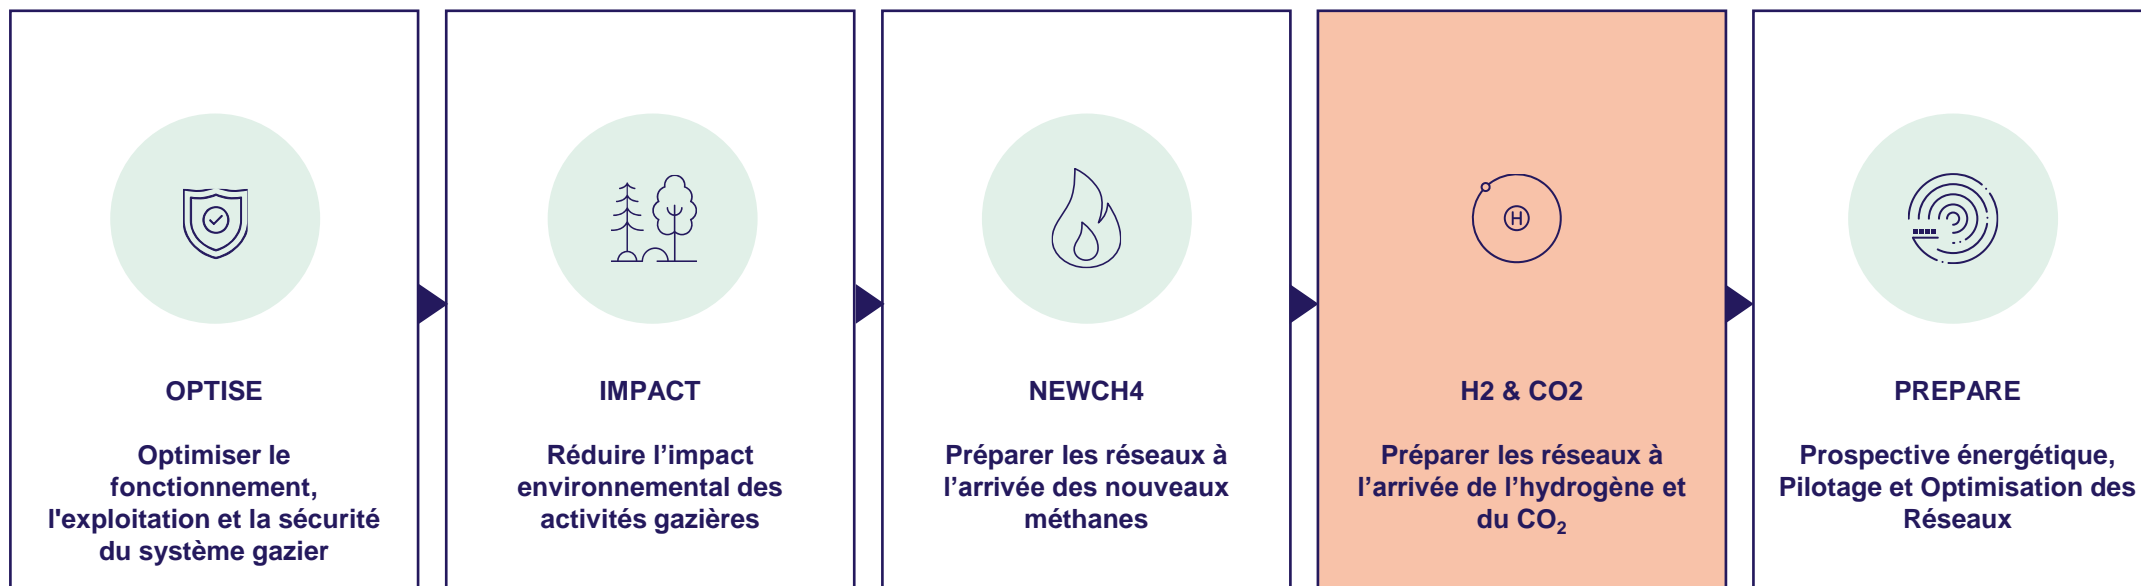 OPTISE
Optimiser le
fonctionnement,
l'exploitation et la sécurité
du système gazier
IMPACT
Réduire l’impact
environnemental des
activités gazières
NEWCH4
Préparer les réseaux à
l’arrivée des nouveaux
méthanes
H
H2 & CO2
Préparer les réseaux à
l’arrivée de l’hydrogène et
du CO₂
PREPARE
Prospective énergétique,
Pilotage et Optimisation des
Réseaux